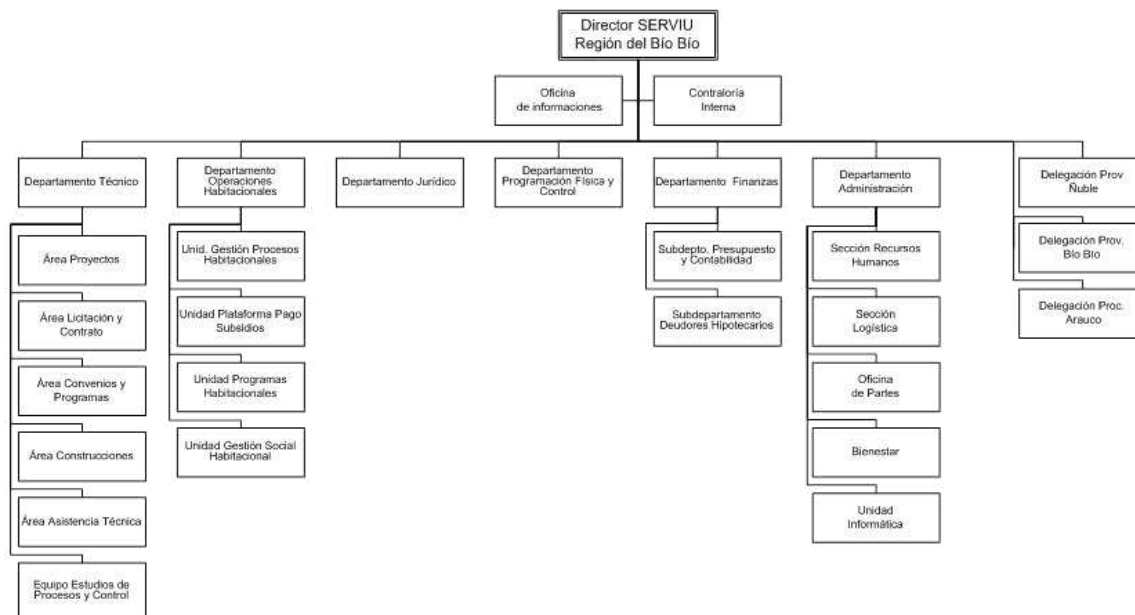 Director SERVIU
Región del Bío Bío
Oficina
de informaciones
Contraloría
Interna
Departamento Técnico
Departamento
Operaciones
Habitacionales
Departamento Jurídico
Departamento
Programación Física y
Control
Departamento Finanzas
Departamento
Administración
Delegación Prov
Ñuble
Área Proyectos
Unid. Gestión Procesos
Habitacionales
Subdepto. Presupuesto
y Contabilidad
Sección Recursos
Humanos
Delegación Prov.
Bío Bío
Área Licitación y
Contrato
Unidad Plataforma Pago
Subsidios
Subdepartamento
Deudores Hipotecarios
Sección
Logística
Delegación Proc.
Arauco
Área Convenios y
Programas
Unidad Programas
Habitacionales
Oficina
de Partes
Área Construcciones
Unidad Gestión Social
Habitacional
Bienestar
Área Asistencia Técnica
Unidad
Informática
Equipo Estudios de
Procesos y Control